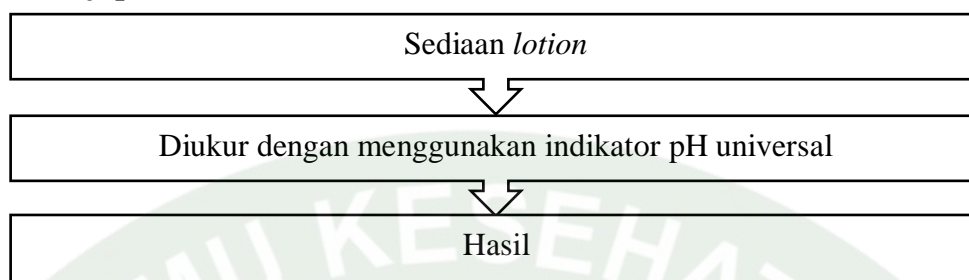 Sediaan lotion
Diukur dengan menggunakan indikator pH universal
Hasil